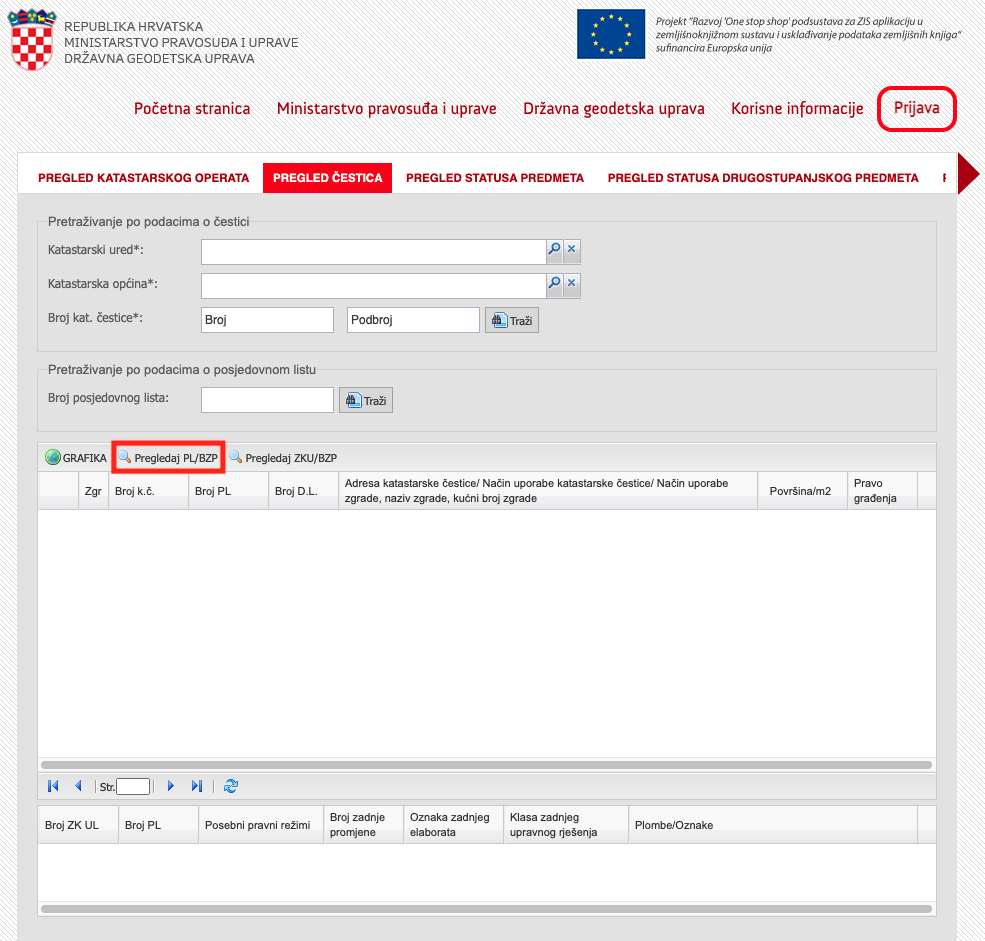 REPUBLIKA HRVATSKA
MINISTARSTVO PRAVOSUĐA I UPRAVE
DRŽAVNA GEODETSKA UPRAVA
Projekt "Razvoj 'One stop shop' podsustava za ZIS aplikaciju u
zemljišnoknjižnom sustavu i usklađivanje podataka zemljišnih knjiga"
sufinancira Europska unija
Početna stranica Ministarstvo pravosuđa i uprave Državna geodetska uprava Korisne informacije Prijava
PREGLED KATASTARSKOG OPERATA PREGLED ČESTICA PREGLED STATUSA PREDMETA PREGLED STATUSA DRUGOSTUPANJSKOG PREDMETA
Pretraživanje po podacima o čestici
Katastarski ured*:
Katastarska općina*:
Broj kat. čestice*: Broj Podbroj Traži
Pretraživanje po podacima o posjedovnom listu
Broj posjedovnog lista: Traži
GRAFIKA Pregledaj PL/BZP Pregledaj ZKU/BZP
Zgr Broj k.č. Broj PL Broj D.L. Adresa katastarske čestice/ Način uporabe katastarske čestice/ Način uporabe zgrade, naziv zgrade, kućni broj zgrade Površina/m2 Pravo građenja
Str.
Broj ZK UL Broj PL Posebni pravni režimi Broj zadnje promjene Oznaka zadnjeg elaborata Klasa zadnjeg upravnog rješenja Plombe/Oznake